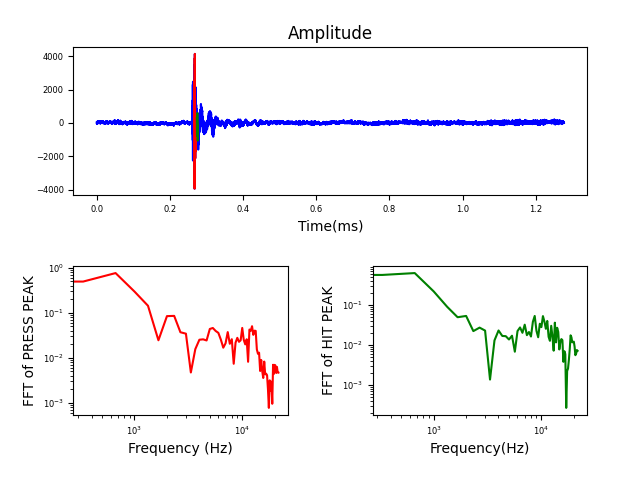 Amplitude
4000
2000
0
−2000
−4000
0.0 0.2 0.4 0.6 0.8 1.0 1.2
Time(ms)
FFT of PRESS PEAK
10⁰
10⁻¹
10⁻²
10⁻³
10³ 10⁴
Frequency (Hz)
FFT of HIT PEAK
10⁻¹
10⁻²
10⁻³
10³ 10⁴
Frequency(Hz)